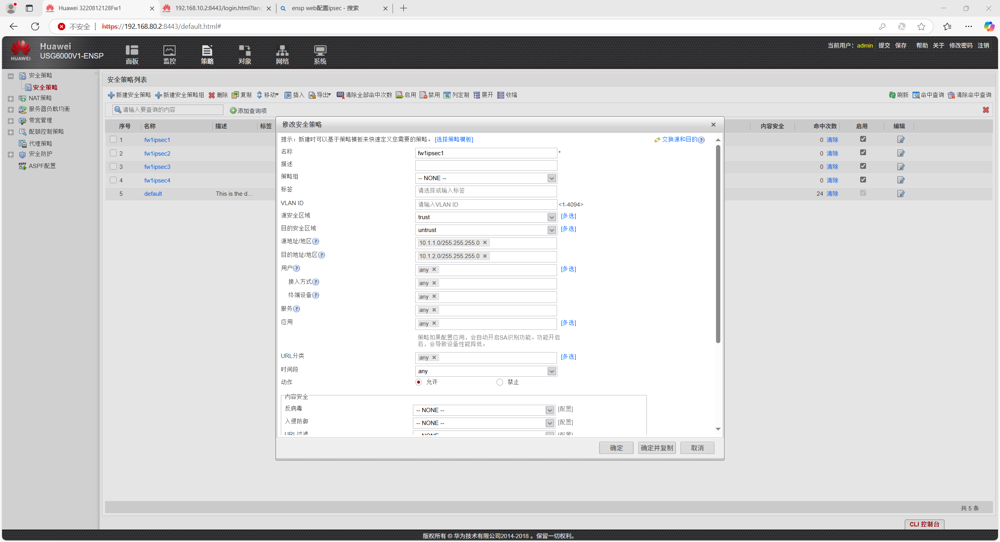 Huawei 3220812128Fw1
192.168.10.2:8443/login.html?lang
ensp web配置ipsec - 搜索
不安全
https://192.168.80.2:8443/default.html#
HUAWEI
Huawei
USG6000V1-ENSP
面板
监控
策略
对象
网络
系统
当前用户： admin 提交 保存 帮助 关于 修改密码 注销
安全策略
安全策略
NAT策略
服务器负载均衡
带宽管理
配额控制策略
代理策略
安全防护
ASPF配置
安全策略列表
新建安全策略 新建安全策略组 删除 复制 移动 插入 导出 清除全部命中次数 启用 禁用 列定制 展开 收缩
刷新 命中查询 清除命中查询
请输入要查询的内容
添加查询项
序号 名称 描述 标签 内容安全 命中次数 启用 编辑
1 fw1ipsec1 0 清除
2 fw1ipsec2 0 清除
3 fw1ipsec3 0 清除
4 fw1ipsec4 0 清除
5 default This is the d... 24 清除
修改安全策略
提示：新建时可以基于策略模板来快速定义您需要的策略。 [选择策略模板]
交换源和目的
名称 fw1ipsec1 *
描述
策略组 -- NONE --
标签 请选择或输入标签
VLAN ID 请输入VLAN ID <1-4094>
源安全区域 trust [多选]
目的安全区域 untrust [多选]
源地址/地区 10.1.1.0/255.255.255.0
目的地址/地区 10.1.2.0/255.255.255.0
用户 any [多选]
接入方式 any
终端设备 any
服务 any
应用 any [多选]
策略如果配置应用，会自动开启SA识别功能。功能开启
后，会导致设备性能降低。
URL分类 any [多选]
时间段 any
动作 允许 禁止
内容安全
反病毒 -- NONE -- [配置]
入侵防御 -- NONE -- [配置]
URL过滤 -- NONE -- [配置]
确定 确定并复制 取消
共 5 条
CLI 控制台
版权所有 © 华为技术有限公司2014-2018 。保留一切权利。